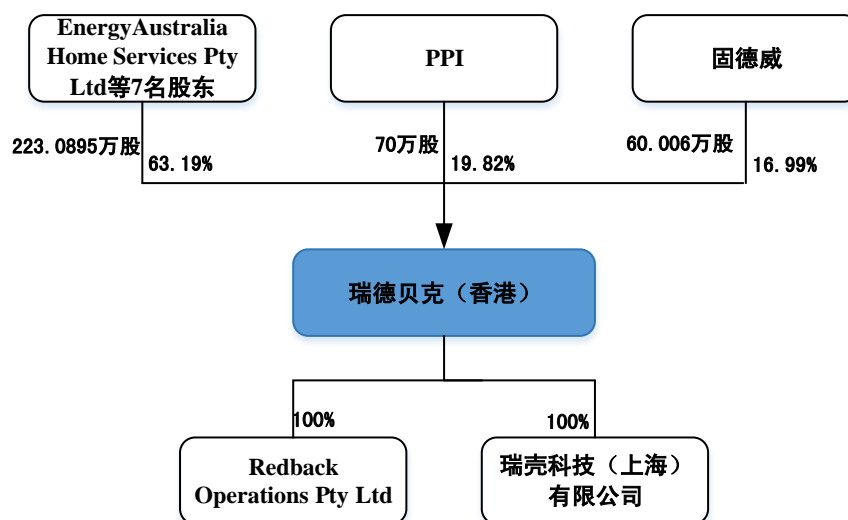 EnergyAustralia
Home Services Pty
Ltd等7名股东
PPI
固德威
223.0895万股
63.19%
70万股
19.82%
60.006万股
16.99%
瑞德贝克（香港）
100%
100%
Redback
Operations Pty Ltd
瑞壳科技（上海）
有限公司